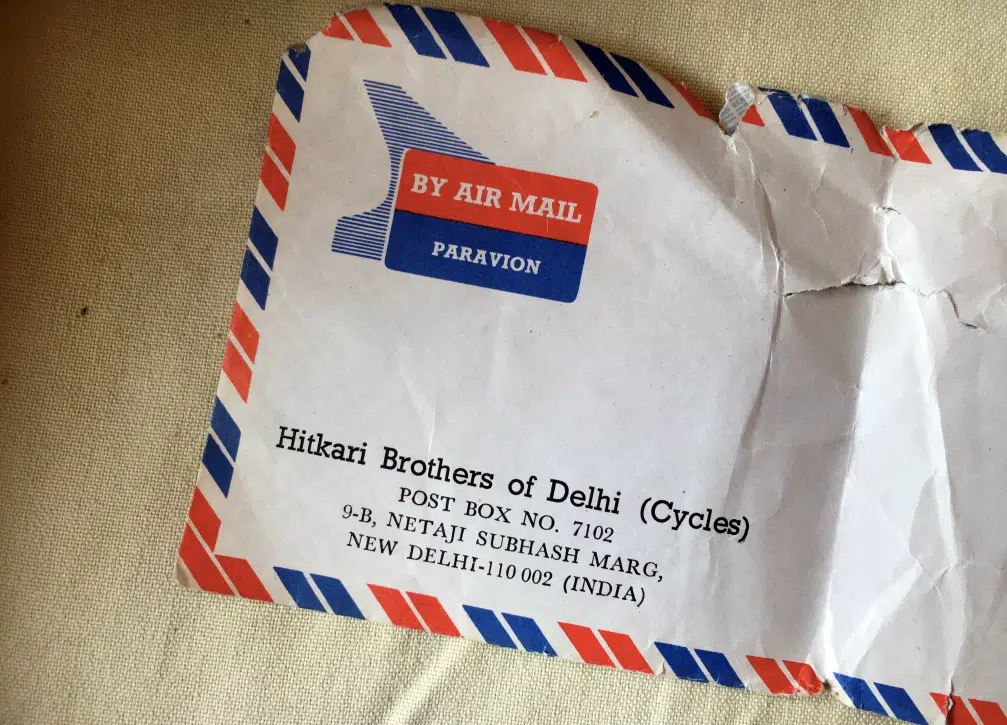 BY AIR MAIL
PARAVION
Hitkari Brothers of Delhi (Cycles)
POST BOX NO. 7102
9-B, NETAJI SUBHASH MARG,
NEW DELHI-110 002 (INDIA)